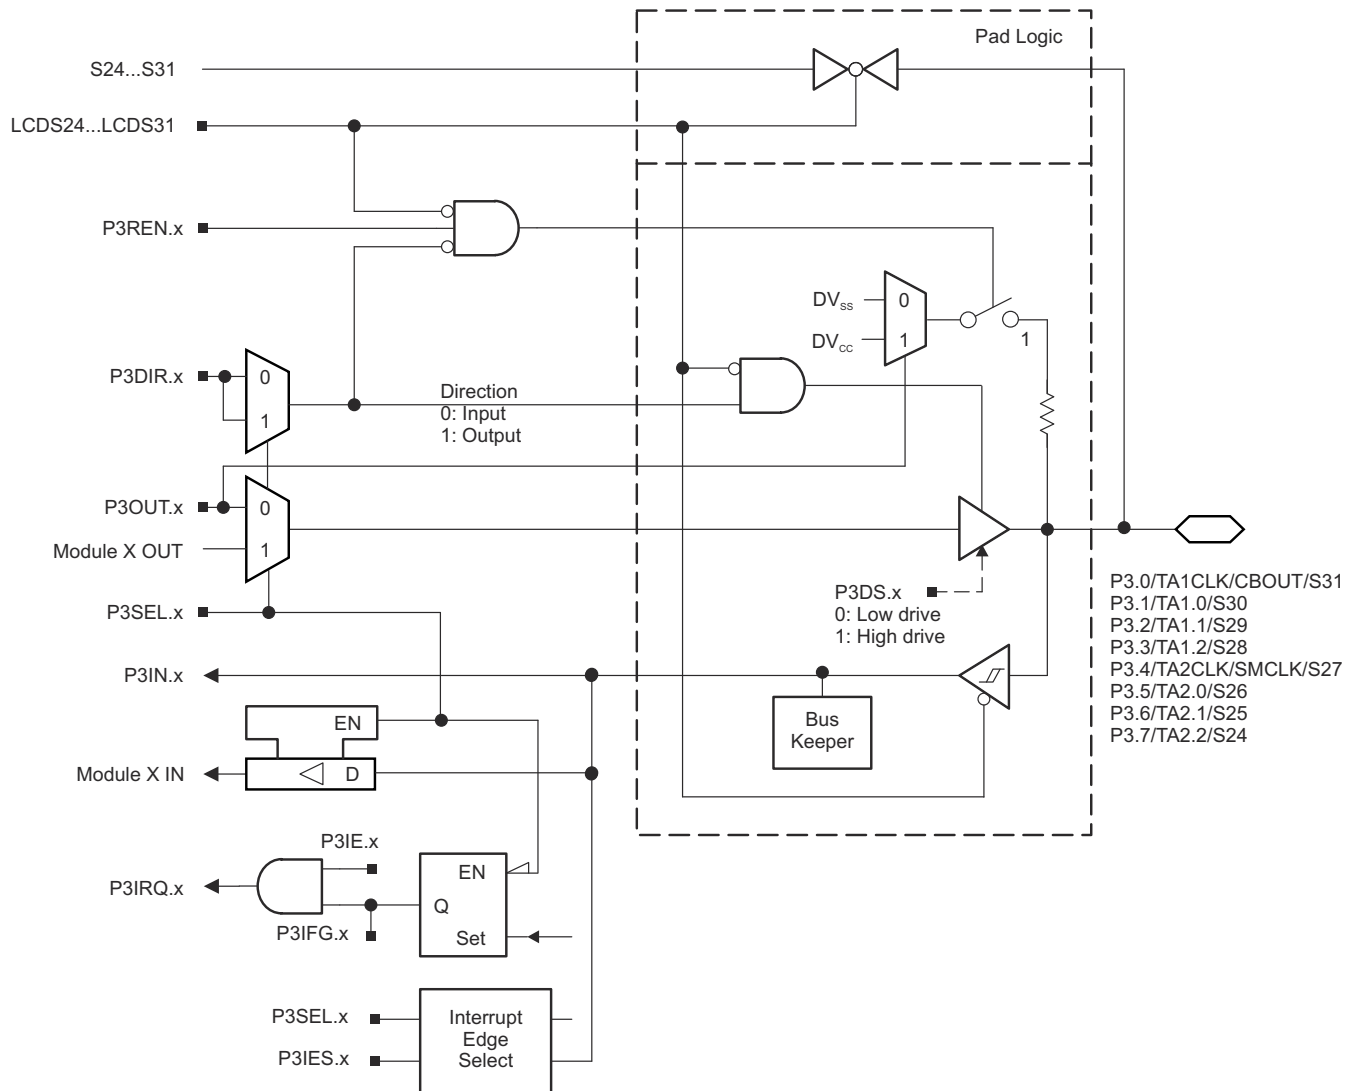 Pad Logic
S24...S31
LCDS24...LCDS31
P3REN.x
DVSS
0
DVCC
1
1
P3DIR.x
0
1
Direction
0: Input
1: Output
P3OUT.x
0
Module X OUT
1
P3DS.x
0: Low drive
1: High drive
P3SEL.x
P3.0/TA1CLK/CBOUT/S31
P3.1/TA1.0/S30
P3.2/TA1.1/S29
P3.3/TA1.2/S28
P3.4/TA2CLK/SMCLK/S27
P3.5/TA2.0/S26
P3.6/TA2.1/S25
P3.7/TA2.2/S24
P3IN.x
Bus
Keeper
EN
Module X IN
D
P3IE.x
P3IRQ.x
EN
Q
P3IFG.x
Set
P3SEL.x
P3IES.x
Interrupt
Edge
Select